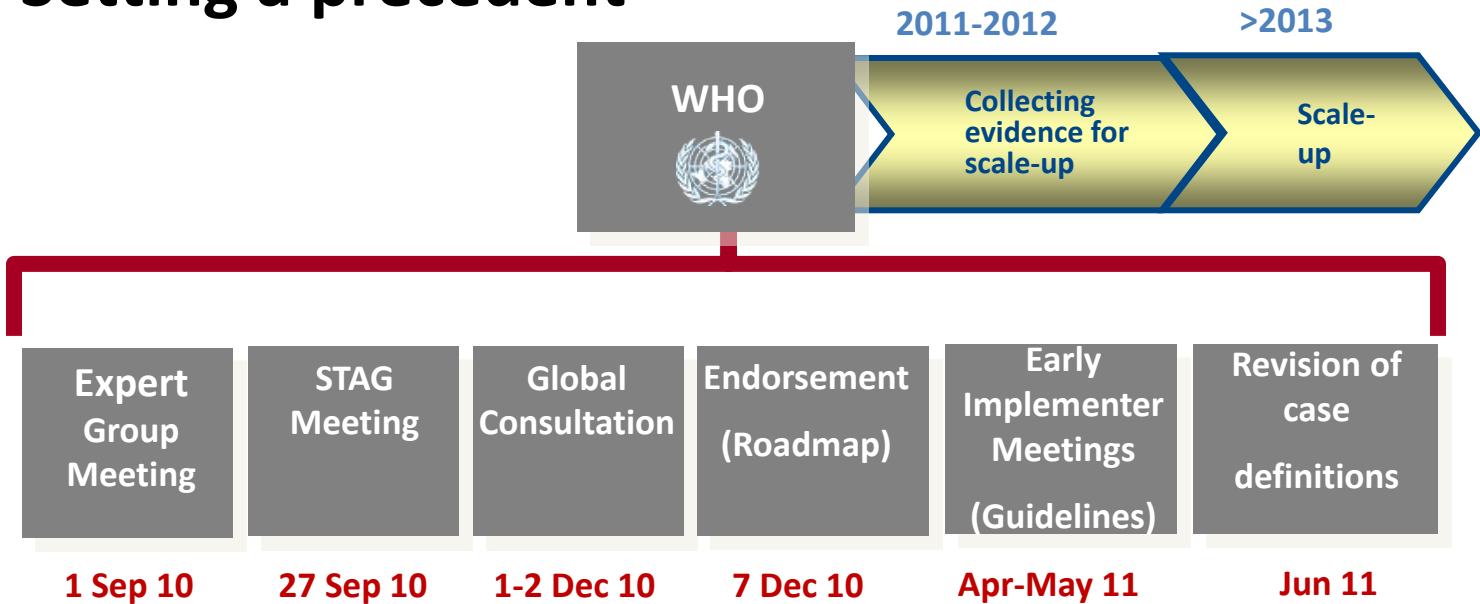 Setting a precedent
2011-2012
>2013
WHO
Collecting
evidence for
scale-up
Scale-
up
Expert
Group
Meeting
STAG
Meeting
Global
Consultation
Endorsement
(Roadmap)
Early
Implementer
Meetings
(Guidelines)
Revision of
case
definitions
1 Sep 10
27 Sep 10
1-2 Dec 10
7 Dec 10
Apr-May 11
Jun 11